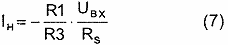 Iн = − R1/R3 · Uвх/Rs (7)